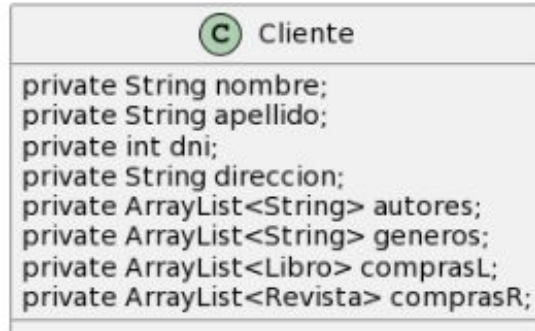 C Cliente
private String nombre;
private String apellido;
private int dni;
private String direccion;
private ArrayList<String> autores;
private ArrayList<String> generos;
private ArrayList<Libro> comprasL;
private ArrayList<Revista> comprasR;